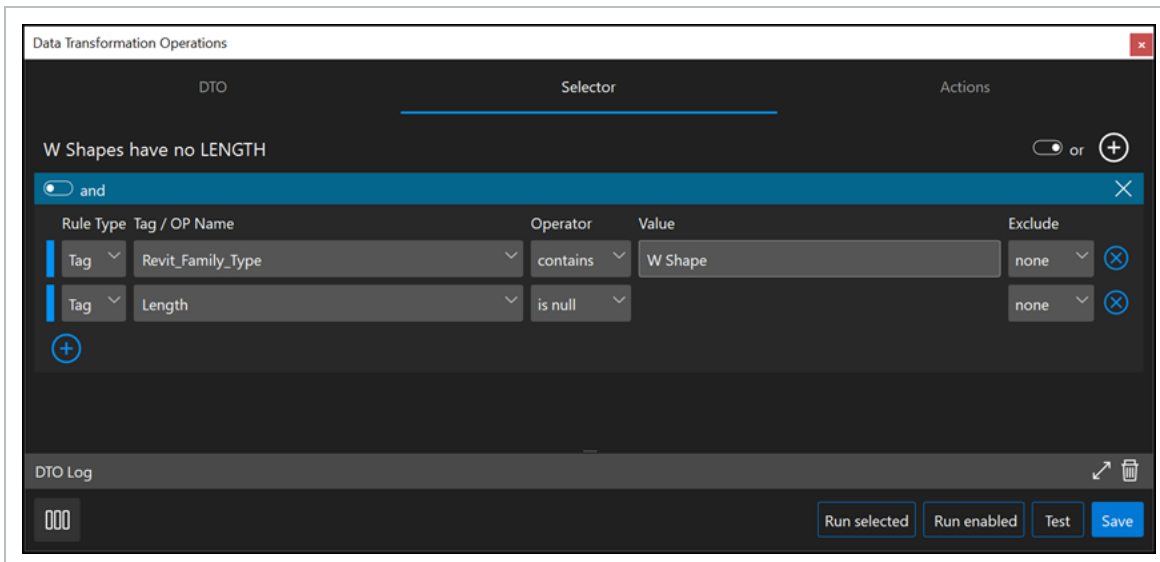 Data Transformation Operations
x
DTO Selector Actions
W Shapes have no LENGTH or
and
Rule Type Tag / OP Name Operator Value Exclude
Tag Revit_Family_Type contains W Shape none
Tag Length is null none
DTO Log
Run selected Run enabled Test Save